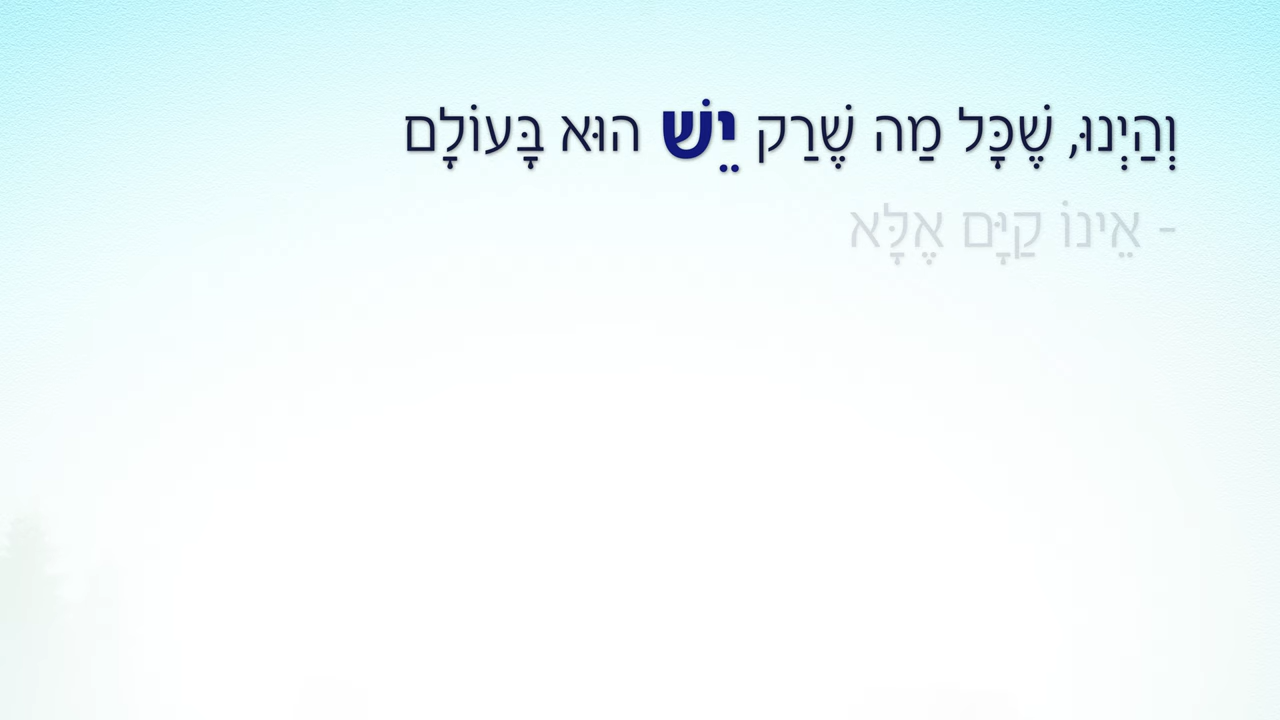 וְהַיְנוּ, שֶׁכָּל מַה שֶּׁרַק יֵשׁ הוּא בָּעוֹלָם
- אֵינוֹ קַיָּם אֶלָּא